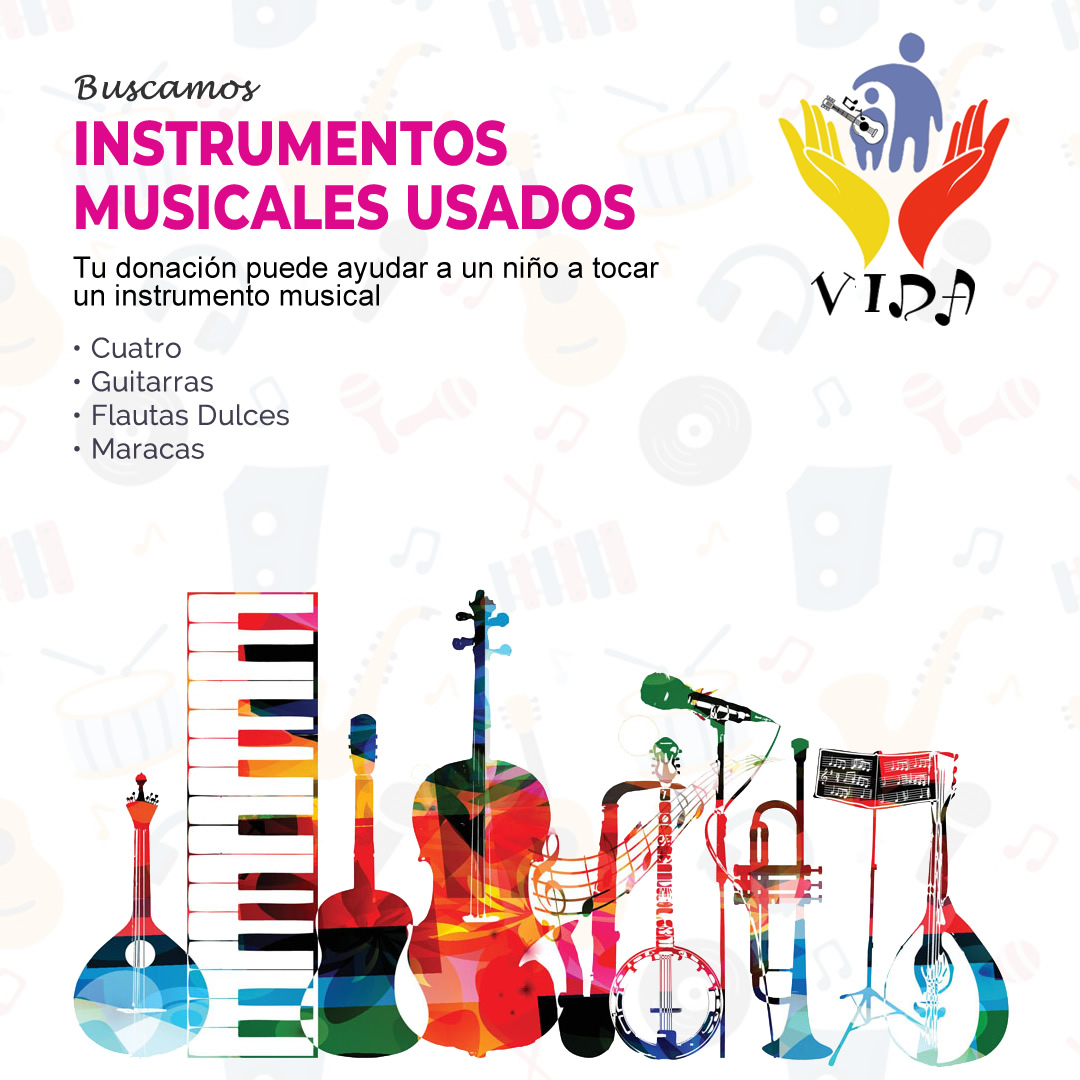 Buscamos
INSTRUMENTOS
MUSICALES USADOS
Tu donación puede ayudar a un niño a tocar
un instrumento musical
• Cuatro
• Guitarras
• Flautas Dulces
• Maracas
VIDA